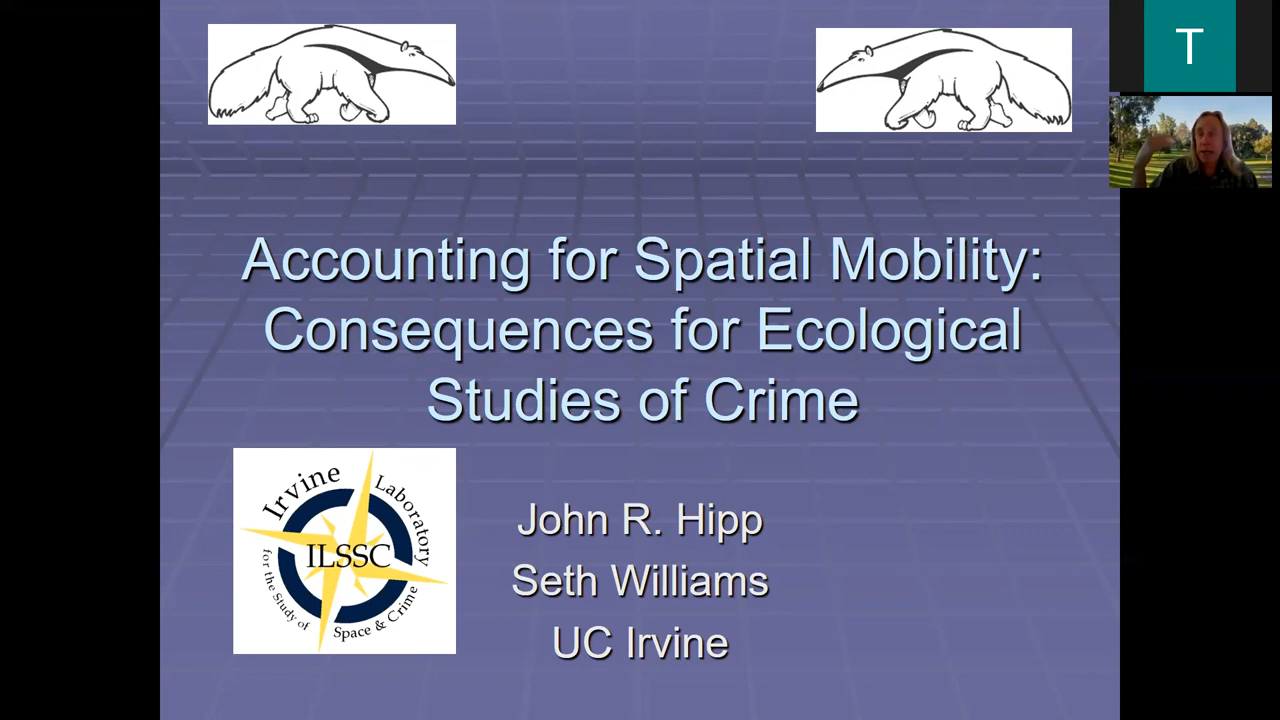 T
Accounting for Spatial Mobility:
Consequences for Ecological
Studies of Crime
Irvine Laboratory
ILSSC
for the Study of Space & Crime
John R. Hipp
Seth Williams
UC Irvine